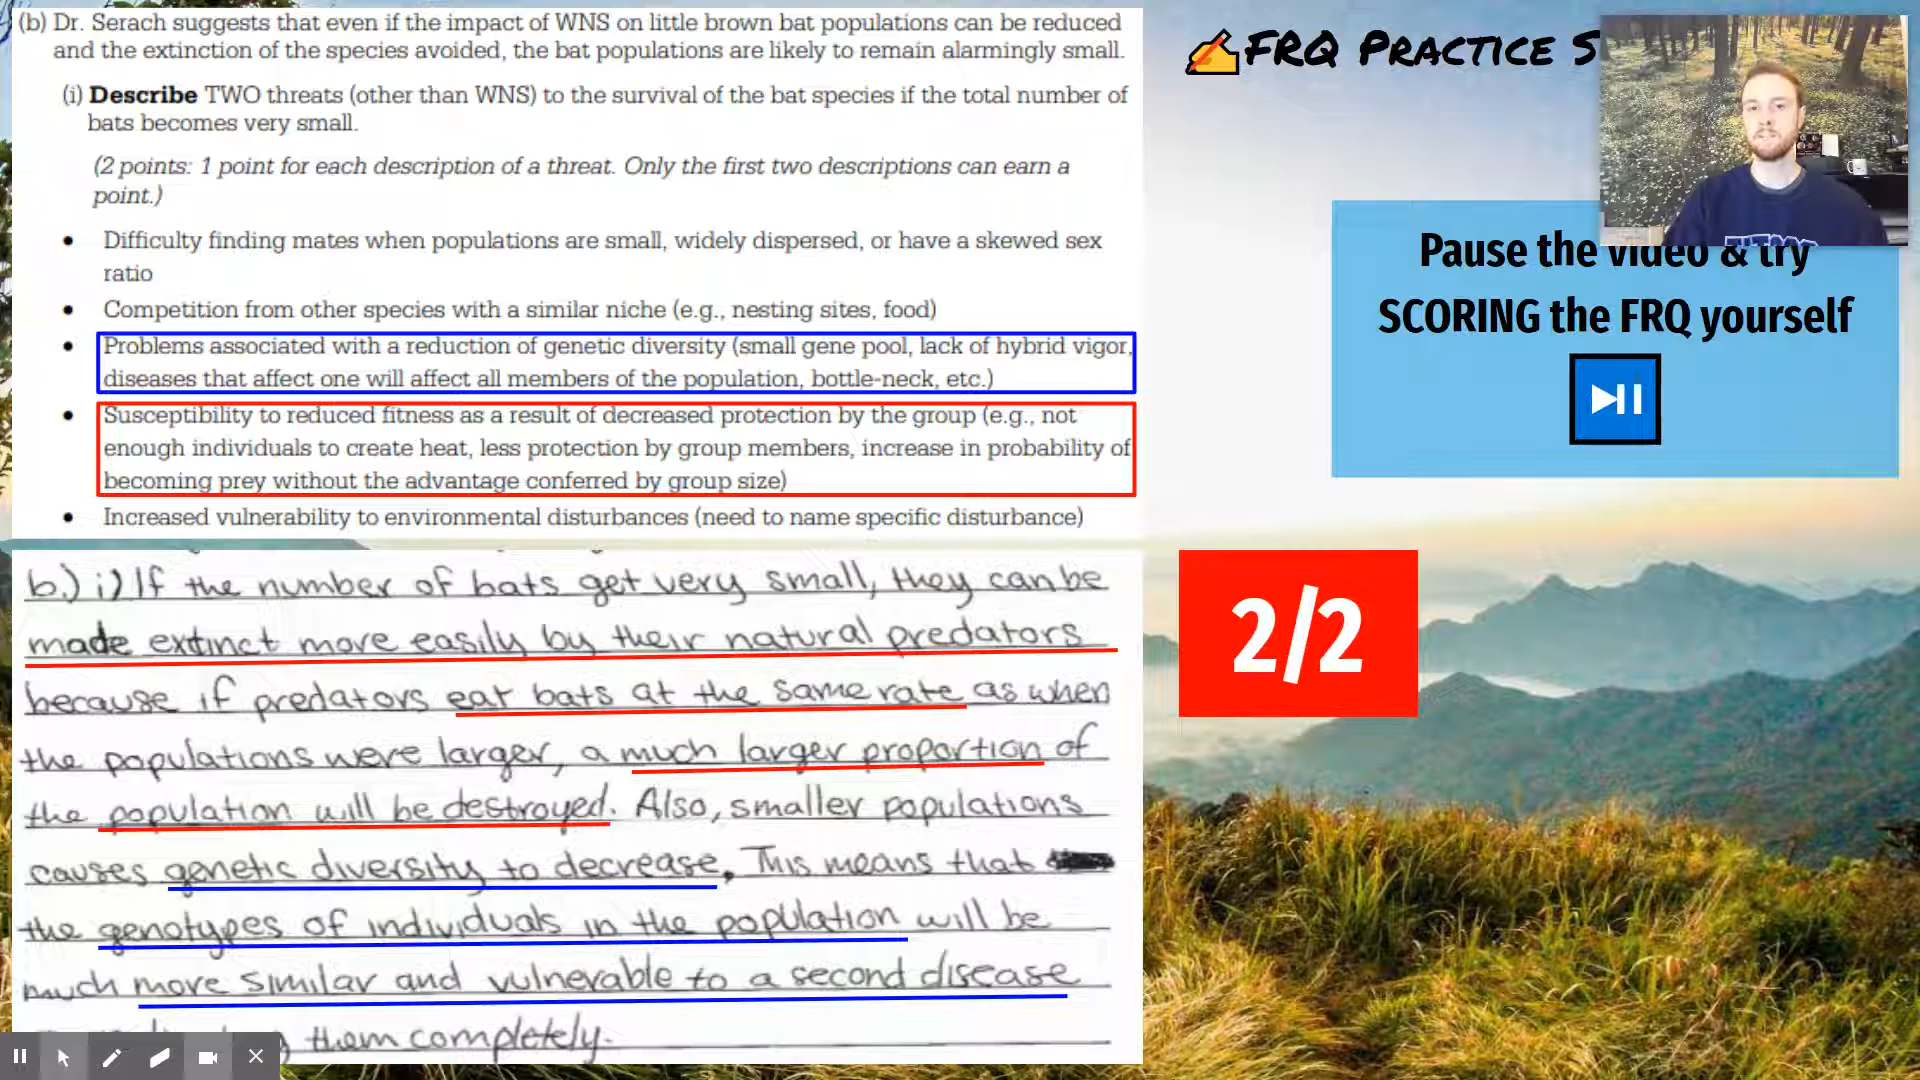 (b) Dr. Serach suggests that even if the impact of WNS on little brown bat populations can be reduced
and the extinction of the species avoided, the bat populations are likely to remain alarmingly small.
(i) Describe TWO threats (other than WNS) to the survival of the bat species if the total number of
bats becomes very small.
(2 points: 1 point for each description of a threat. Only the first two descriptions can earn a
point.)
• Difficulty finding mates when populations are small, widely dispersed, or have a skewed sex
ratio
• Competition from other species with a similar niche (e.g., nesting sites, food)
• Problems associated with a reduction of genetic diversity (small gene pool, lack of hybrid vigor,
diseases that affect one will affect all members of the population, bottle-neck, etc.)
• Susceptibility to reduced fitness as a result of decreased protection by the group (e.g., not
enough individuals to create heat, less protection by group members, increase in probability of
becoming prey without the advantage conferred by group size)
• Increased vulnerability to environmental disturbances (need to name specific disturbance)
b.) i) If the number of bats get very small, they can be
made extinct more easily by their natural predators
because if predators eat bats at the same rate as when
the populations were larger, a much larger proportion of
the population will be destroyed. Also, smaller populations
causes genetic diversity to decrease. This means that
the genotypes of individuals in the population will be
much more similar and vulnerable to a second disease
them completely.
✍FRQ Practice S
Pause the video & try
SCORING the FRQ yourself
2/2